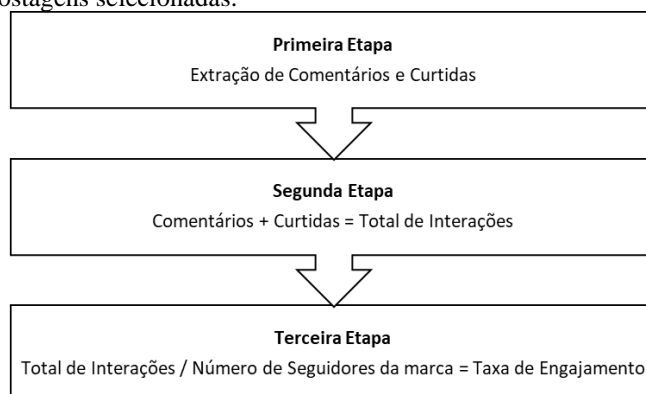 ostagens selecionadas.
Primeira Etapa
Extração de Comentários e Curtidas
Segunda Etapa
Comentários + Curtidas = Total de Interações
Terceira Etapa
Total de Interações / Número de Seguidores da marca = Taxa de Engajamento